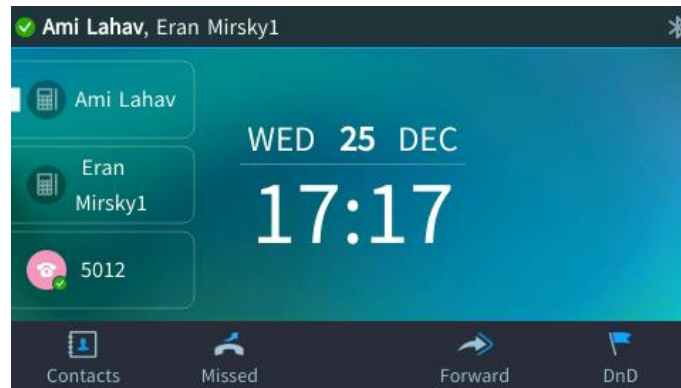 Ami Lahav, Eran Mirsky1
Ami Lahav
Eran
Mirsky1
5012
WED 25 DEC
17:17
Contacts
Missed
Forward
DnD